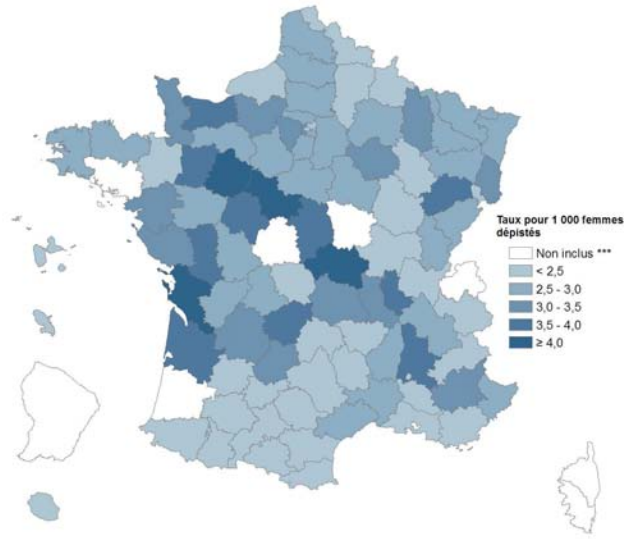 Taux pour 1 000 femmes
dépistés
Non inclus ***
< 2,5
2,5 - 3,0
3,0 - 3,5
3,5 - 4,0
≥ 4,0